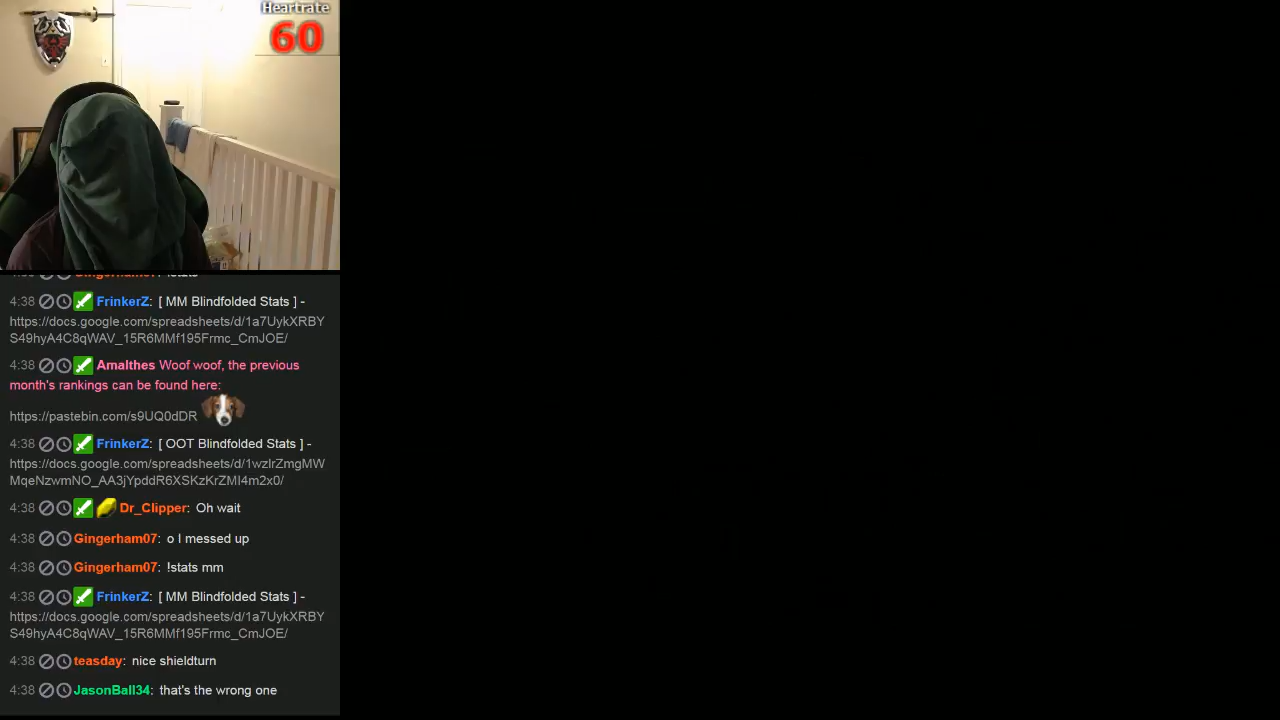 Heartrate
60
4:38 Gingerham07: !stats
4:38 FrinkerZ: [ MM Blindfolded Stats ] -
https://docs.google.com/spreadsheets/d/1a7UykXRBY
S49hyA4C8qWAV_15R6MMf195Frmc_CmJOE/
4:38 Amalthes Woof woof, the previous
month's rankings can be found here:
https://pastebin.com/s9UQ0dDR
4:38 FrinkerZ: [ OOT Blindfolded Stats ] -
https://docs.google.com/spreadsheets/d/1wzlrZmgMW
MqeNzwmNO_AA3jYpddR6XSKzKrZMI4m2x0/
4:38 Dr_Clipper: Oh wait
4:38 Gingerham07: o I messed up
4:38 Gingerham07: !stats mm
4:38 FrinkerZ: [ MM Blindfolded Stats ] -
https://docs.google.com/spreadsheets/d/1a7UykXRBY
S49hyA4C8qWAV_15R6MMf195Frmc_CmJOE/
4:38 teasday: nice shieldturn
4:38 JasonBall34: that's the wrong one